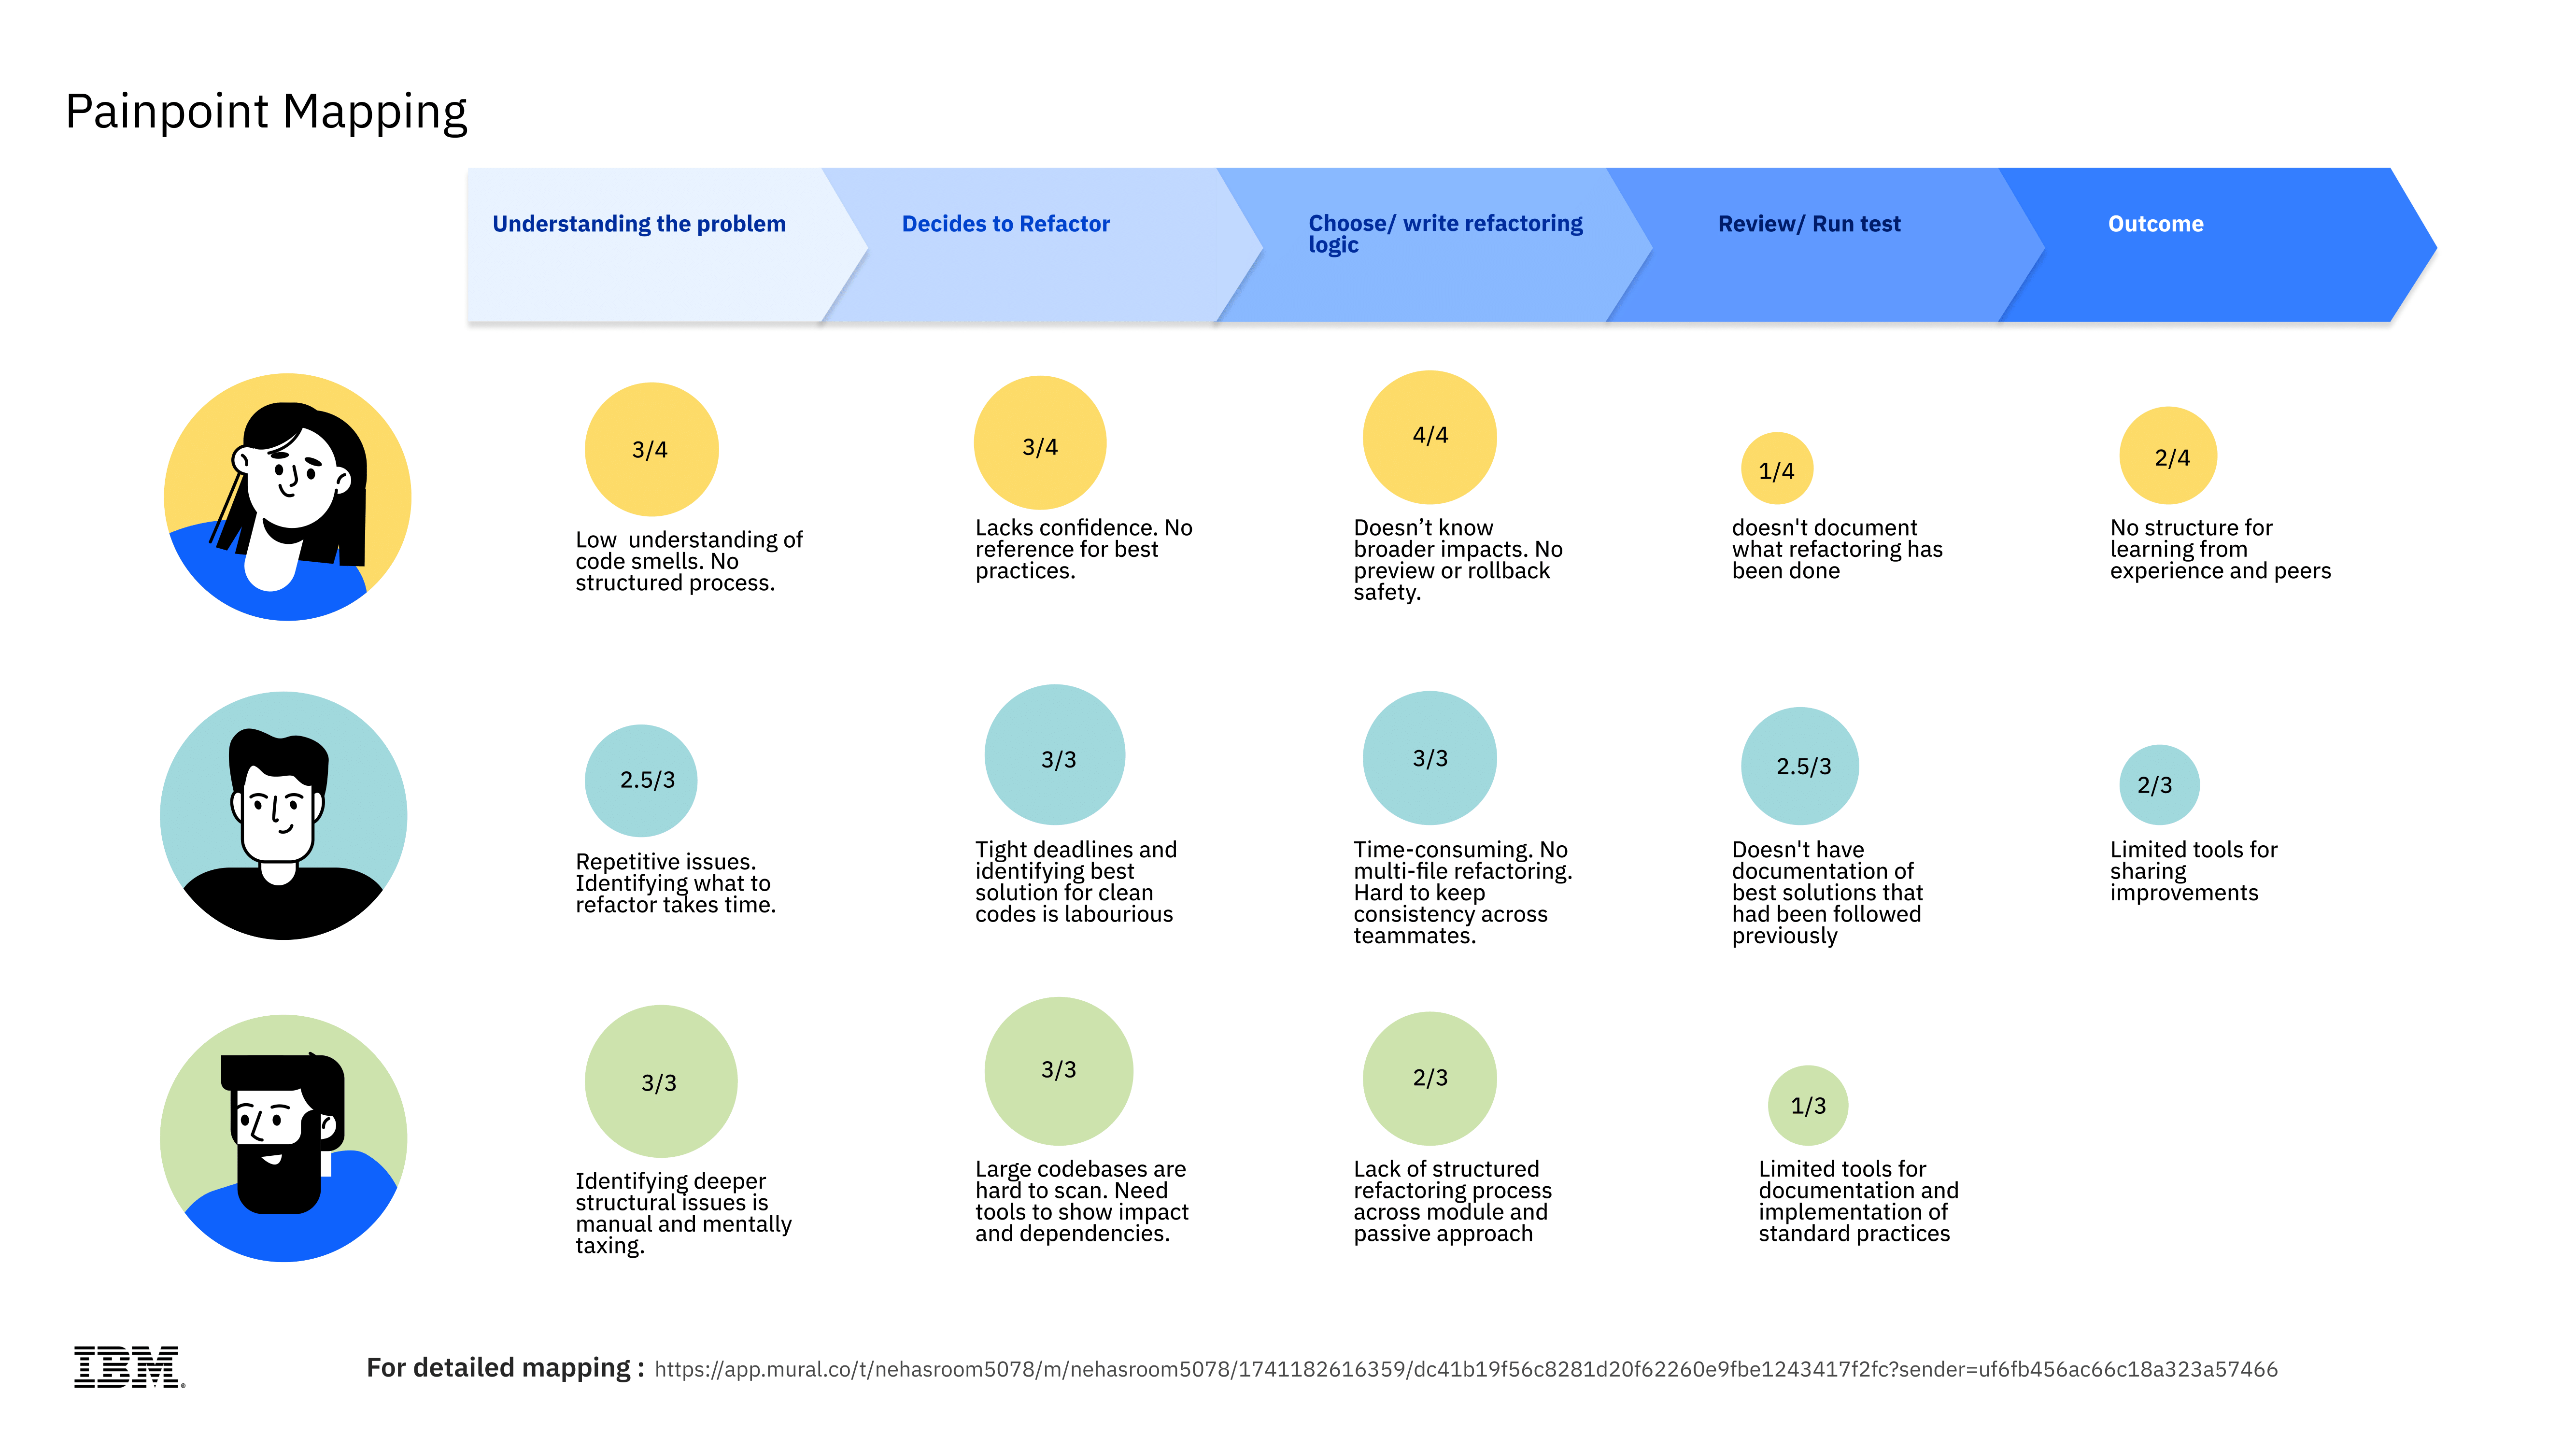 Painpoint Mapping
Understanding the problem
Decides to Refactor
Choose/ write refactoring
logic
Review/ Run test
Outcome
3/4
Low  understanding of
code smells. No
structured process.
3/4
Lacks confidence. No
reference for best
practices.
4/4
Doesn’t know
broader impacts. No
preview or rollback
safety.
1/4
doesn't document
what refactoring has
been done
2/4
No structure for
learning from
experience and peers
2.5/3
Repetitive issues.
Identifying what to
refactor takes time.
3/3
Tight deadlines and
identifying best
solution for clean
codes is labourious
3/3
Time-consuming. No
multi-file refactoring.
Hard to keep
consistency across
teammates.
2.5/3
Doesn't have
documentation of
best solutions that
had been followed
previously
2/3
Limited tools for
sharing
improvements
3/3
Identifying deeper
structural issues is
manual and mentally
taxing.
3/3
Large codebases are
hard to scan. Need
tools to show impact
and dependencies.
2/3
Lack of structured
refactoring process
across module and
passive approach
1/3
Limited tools for
documentation and
implementation of
standard practices
IBM®
For detailed mapping : https://app.mural.co/t/nehasroom5078/m/nehasroom5078/1741182616359/dc41b19f56c8281d20f62260e9fbe1243417f2fc?sender=uf6fb456ac66c18a323a57466